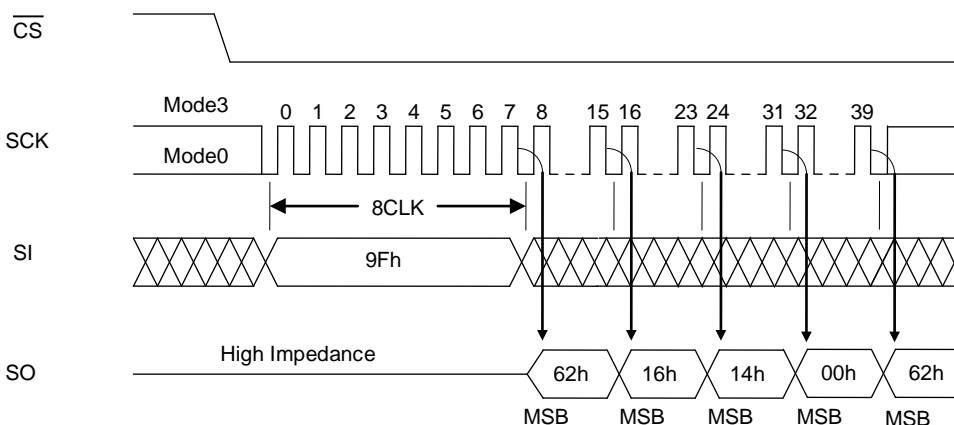 CS
Mode3
0 1 2 3 4 5 6 7 8 15 16 23 24 31 32 39
SCK
Mode0
8CLK
SI
9Fh
High Impedance
SO
62h 16h 14h 00h 62h
MSB MSB MSB MSB MSB